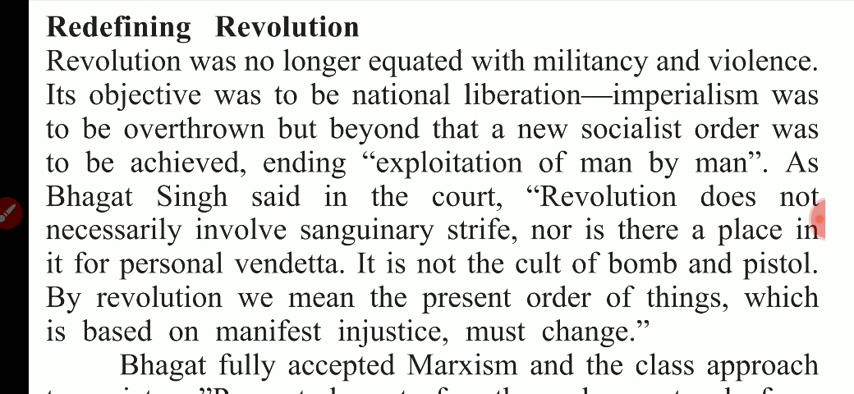 Redefining Revolution
Revolution was no longer equated with militancy and violence.
Its objective was to be national liberation—imperialism was
to be overthrown but beyond that a new socialist order was
to be achieved, ending “exploitation of man by man”. As
Bhagat Singh said in the court, “Revolution does not
necessarily involve sanguinary strife, nor is there a place in
it for personal vendetta. It is not the cult of bomb and pistol.
By revolution we mean the present order of things, which
is based on manifest injustice, must change.”
Bhagat fully accepted Marxism and the class approach